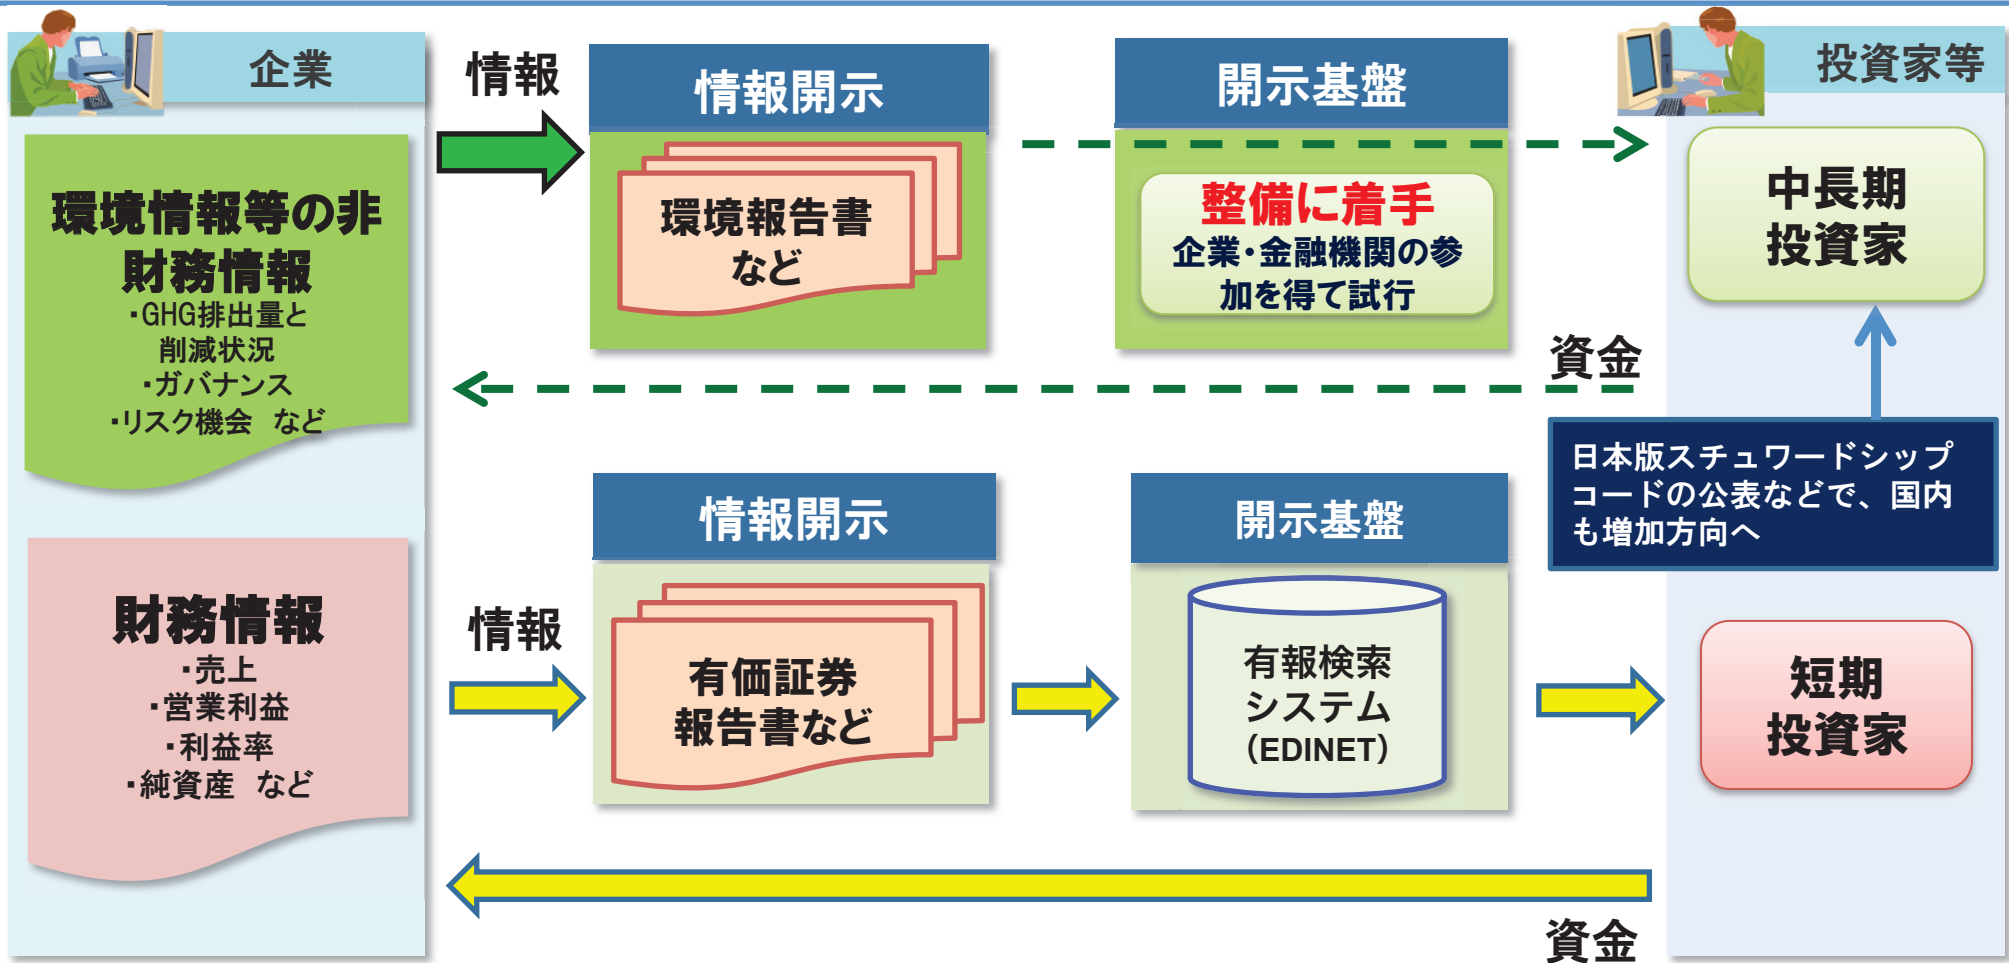 企業
環境情報等の非
財務情報
・GHG排出量と
削減状況
・ガバナンス
・リスク機会　など
財務情報
・売上
・営業利益
・利益率
・純資産　など
情報
情報開示
環境報告書
など
開示基盤
整備に着手
企業・金融機関の参
加を得て試行
資金
情報
情報開示
有価証券
報告書など
開示基盤
有報検索
システム
（EDINET）
資金
投資家等
中長期
投資家
日本版スチュワードシップ
コードの公表などで、国内
も増加方向へ
短期
投資家